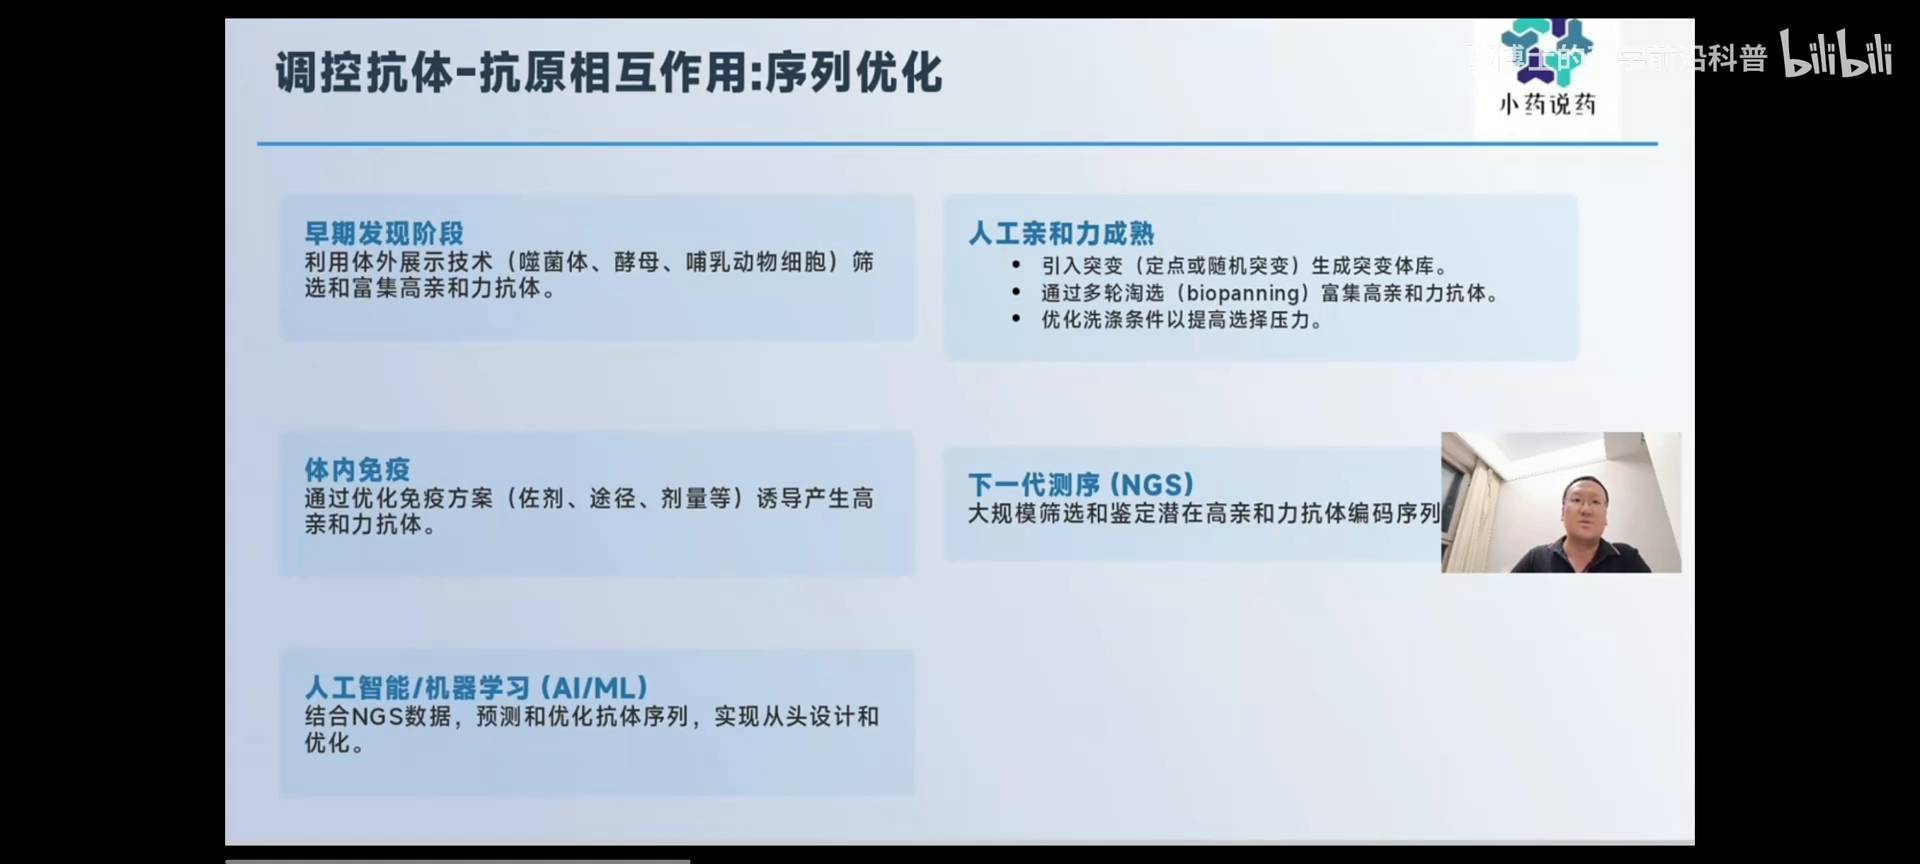 调控抗体-抗原相互作用:序列优化
学前沿科普
bilibili
小药说药
早期发现阶段
利用体外展示技术（噬菌体、酵母、哺乳动物细胞）筛
选和富集高亲和力抗体。
人工亲和力成熟
• 引入突变（定点或随机突变）生成突变体库。
• 通过多轮淘选（biopanning）富集高亲和力抗体。
• 优化洗涤条件以提高选择压力。
体内免疫
通过优化免疫方案（佐剂、途径、剂量等）诱导产生高
亲和力抗体。
下一代测序 (NGS)
大规模筛选和鉴定潜在高亲和力抗体编码序列
人工智能/机器学习 (AI/ML)
结合NGS数据，预测和优化抗体序列，实现从头设计和
优化。